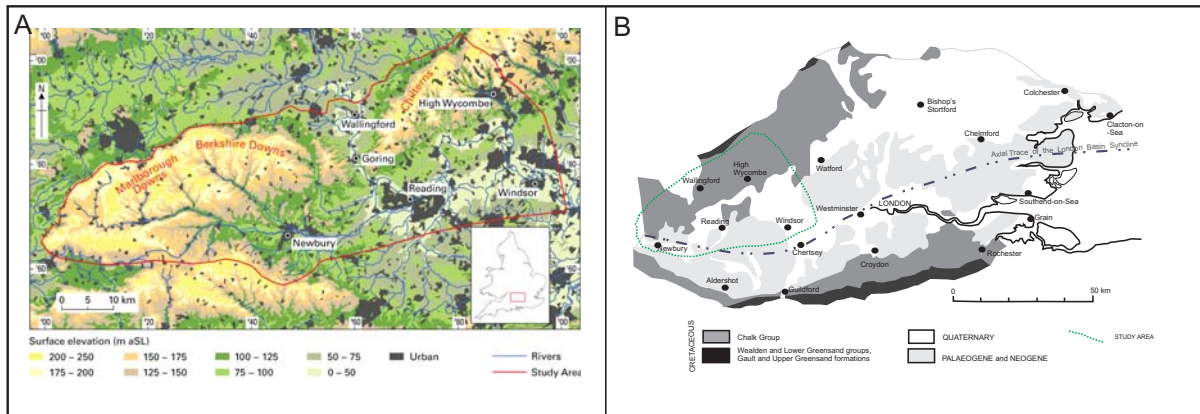 A
High Wycombe
Chilterns
Wallingford
Berkshire Downs
Goring
Marlborough
Downs
Reading
Windsor
Newbury
N
0 5 10 km
Surface elevation (m aSL)
200 – 250
150 – 175
100 – 125
50 – 75
Urban
Rivers
175 – 200
125 – 150
75 – 100
0 – 50
Study Area
B
Colchester
Bishop's
Stortford
Clacton-on
-Sea
Chelmford
Axial Trace of the London Basin Syncline
Watford
High
Wycombe
Wallingford
Westminster
LONDON
Southend-on-Sea
Reading
Windsor
Grain
Newbury
Chertsey
Rochester
Croydon
Aldershot
Guildford
0 50 km
CRETACEOUS
Chalk Group
Wealden and Lower Greensand groups,
Gault and Upper Greensand formations
QUATERNARY
PALAEOGENE and NEOGENE
STUDY AREA